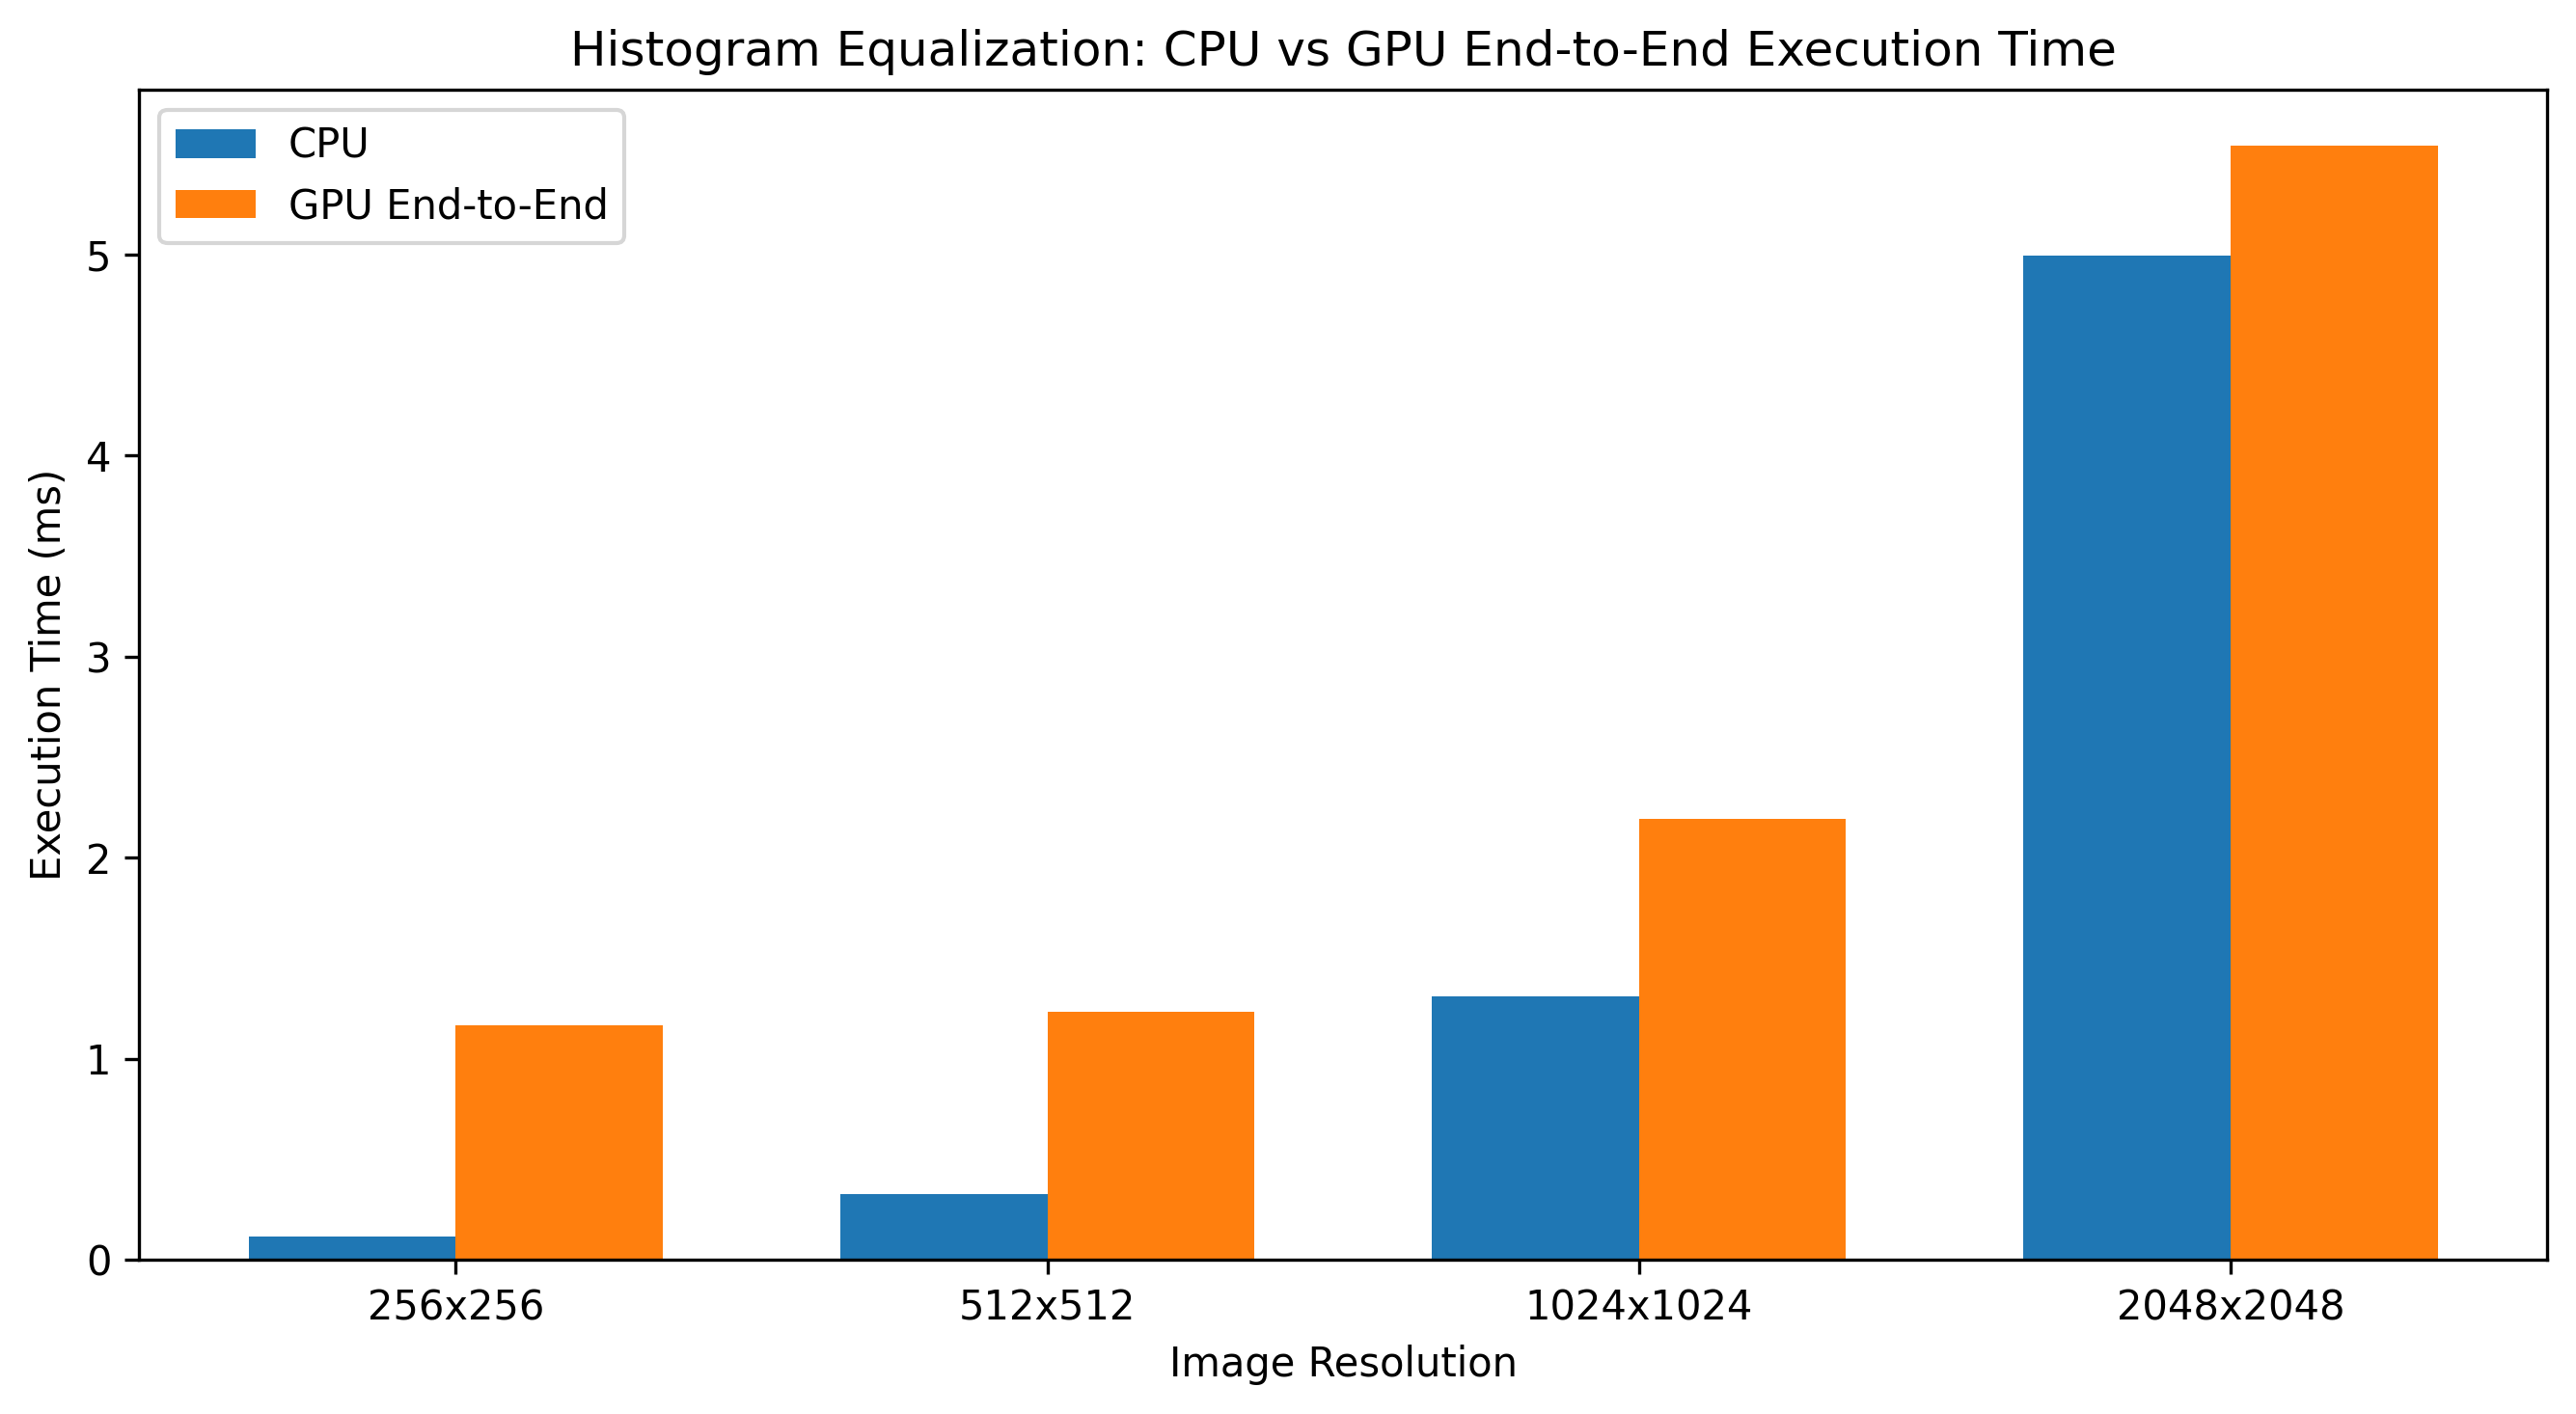 Histogram Equalization: CPU vs GPU End-to-End Execution Time
CPU
GPU End-to-End
5
4
3
2
1
0
Execution Time (ms)
256x256 512x512 1024x1024 2048x2048
Image Resolution